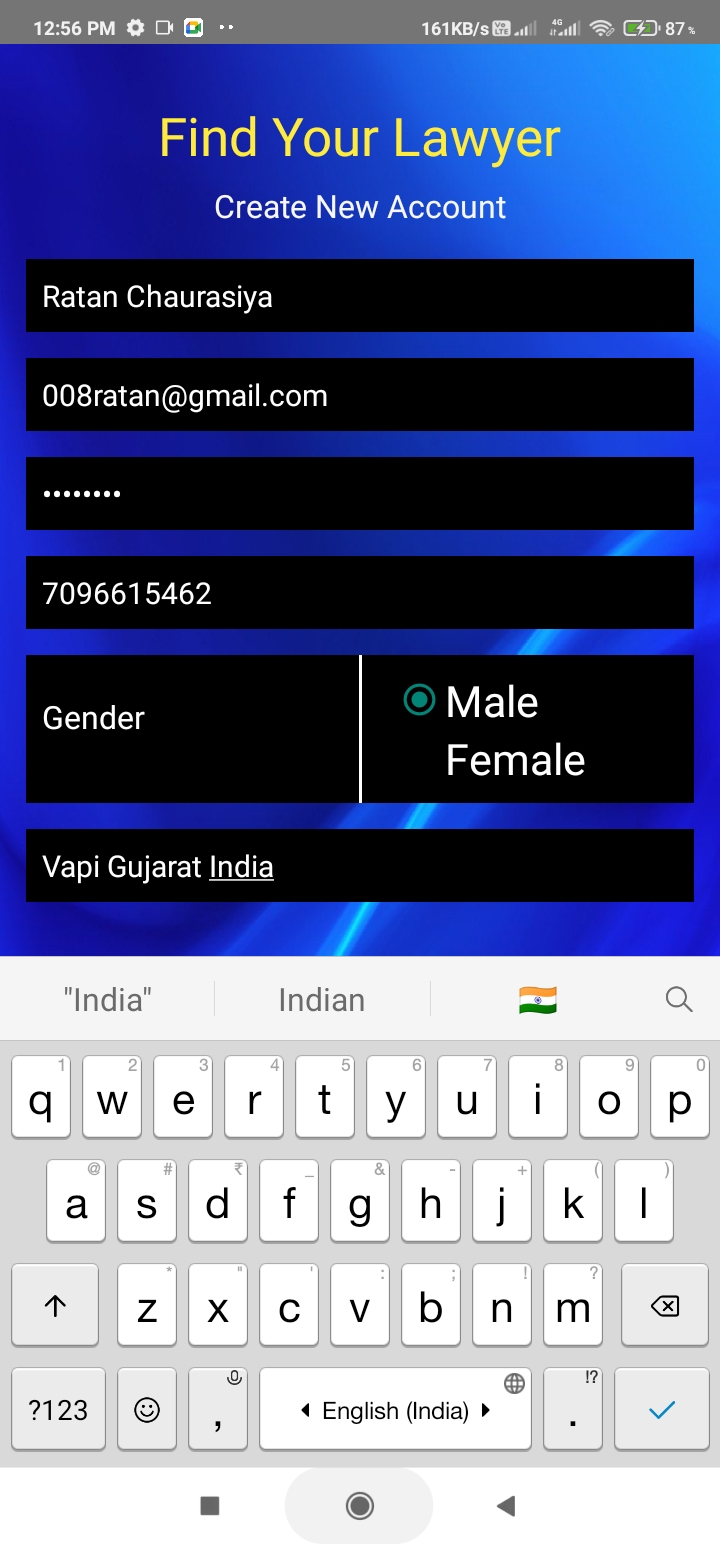 12:56 PM 161KB/s Vo LTE 4G 87 %
Find Your Lawyer
Create New Account
Ratan Chaurasiya
008ratan@gmail.com
••••••••
7096615462
Gender
Male
Female
Vapi Gujarat India
"India" Indian
1 2 3 4 5 6 7 8 9 0
q w e r t y u i o p
@ # ₹ _ & - + ( )
a s d f g h j k l
* " ' : ; ! ?
z x c v b n m
!?
?123 , English (India) .